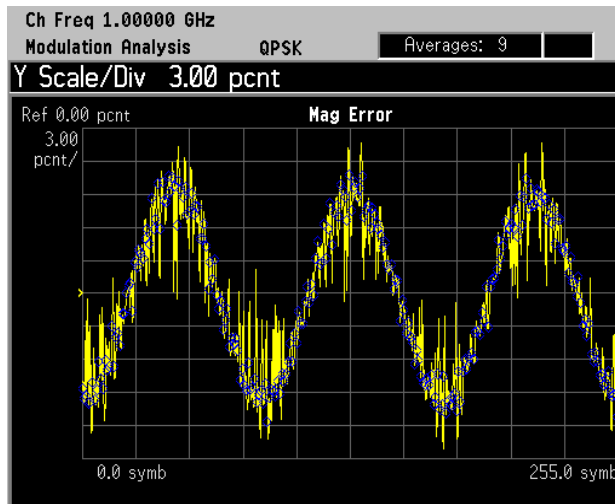 Ch Freq 1.00000 GHz
Modulation Analysis QPSK Averages: 9
Y Scale/Div 3.00 pcnt
Ref 0.00 pcnt Mag Error
3.00
pcnt/
0.0 symb 255.0 symb